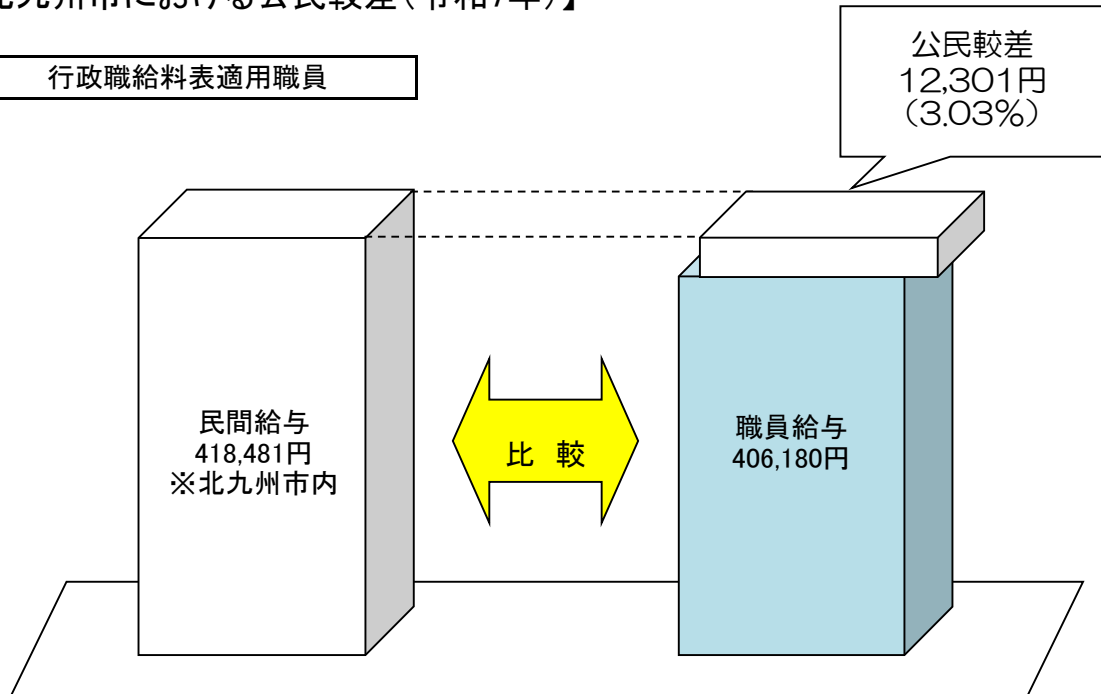 北九州市における公民較差（令和7年）】
行政職給料表適用職員
公民較差
12,301円
（3.03％）
民間給与
418,481円
※北九州市内
比 較
職員給与
406,180円